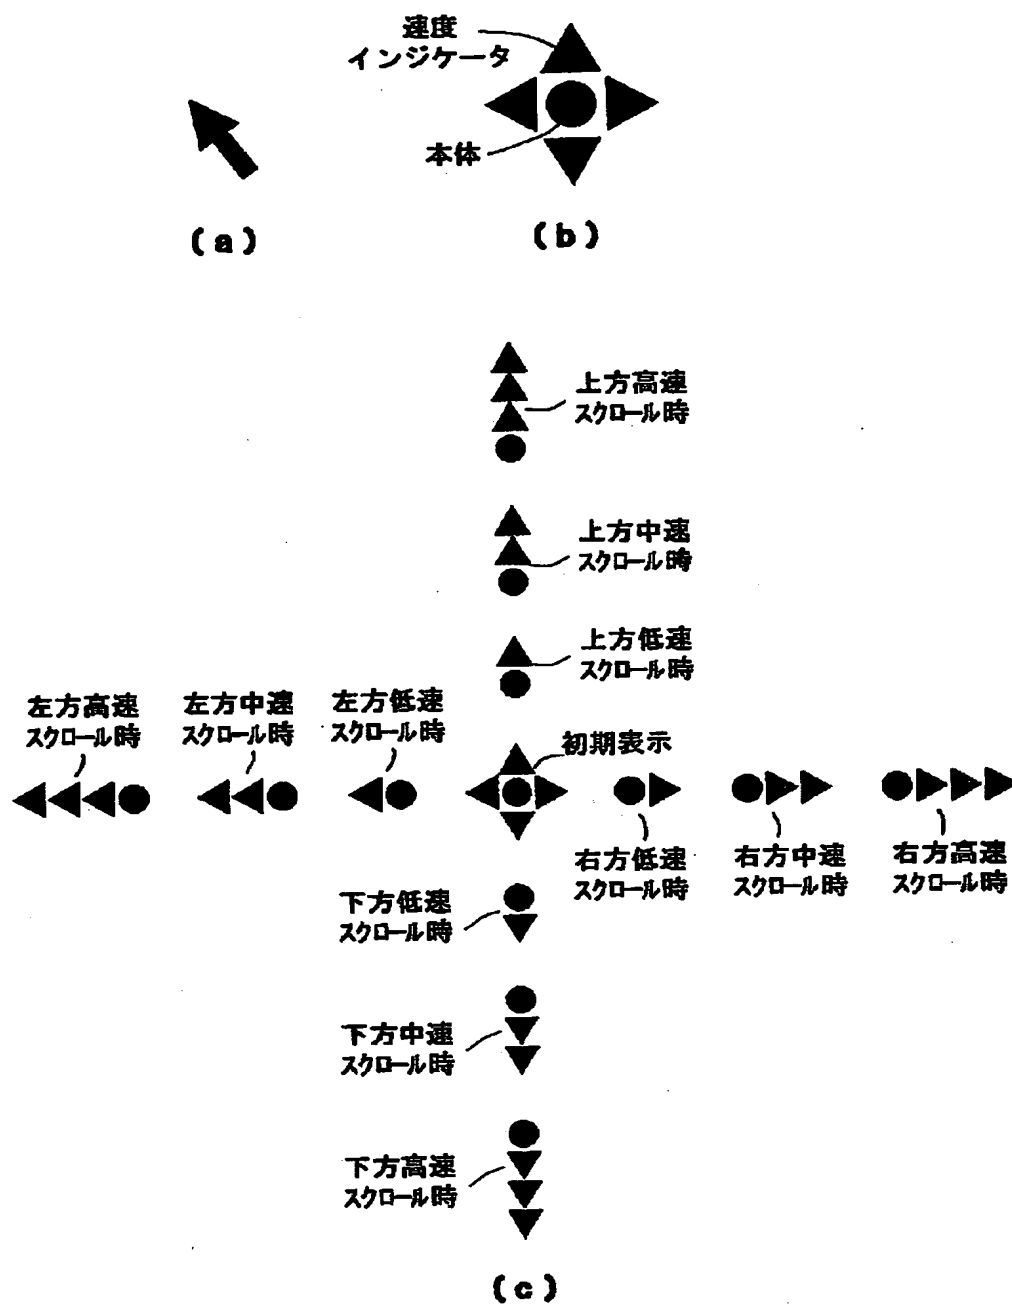 速度
インジケータ
本体
(a)
(b)
上方高速
スクロール時
上方中速
スクロール時
上方低速
スクロール時
左方高速
スクロール時
左方中速
スクロール時
左方低速
スクロール時
初期表示
右方低速
スクロール時
右方中速
スクロール時
右方高速
スクロール時
下方低速
スクロール時
下方中速
スクロール時
下方高速
スクロール時
(c)